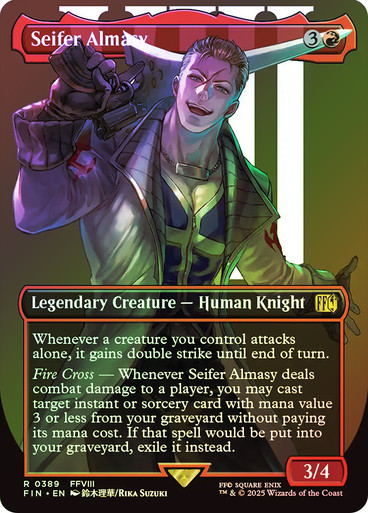 Seifer Almasy
3
Legendary Creature — Human Knight
Whenever a creature you control attacks
alone, it gains double strike until end of turn.
Fire Cross — Whenever Seifer Almasy deals
combat damage to a player, you may cast
target instant or sorcery card with mana value
3 or less from your graveyard without paying
its mana cost. If that spell would be put into
your graveyard, exile it instead.
3/4
R 0389 FFVIII
FIN • EN 鈴木理華/Rika Suzuki
FF© SQUARE ENIX
™ & © 2025 Wizards of the Coast